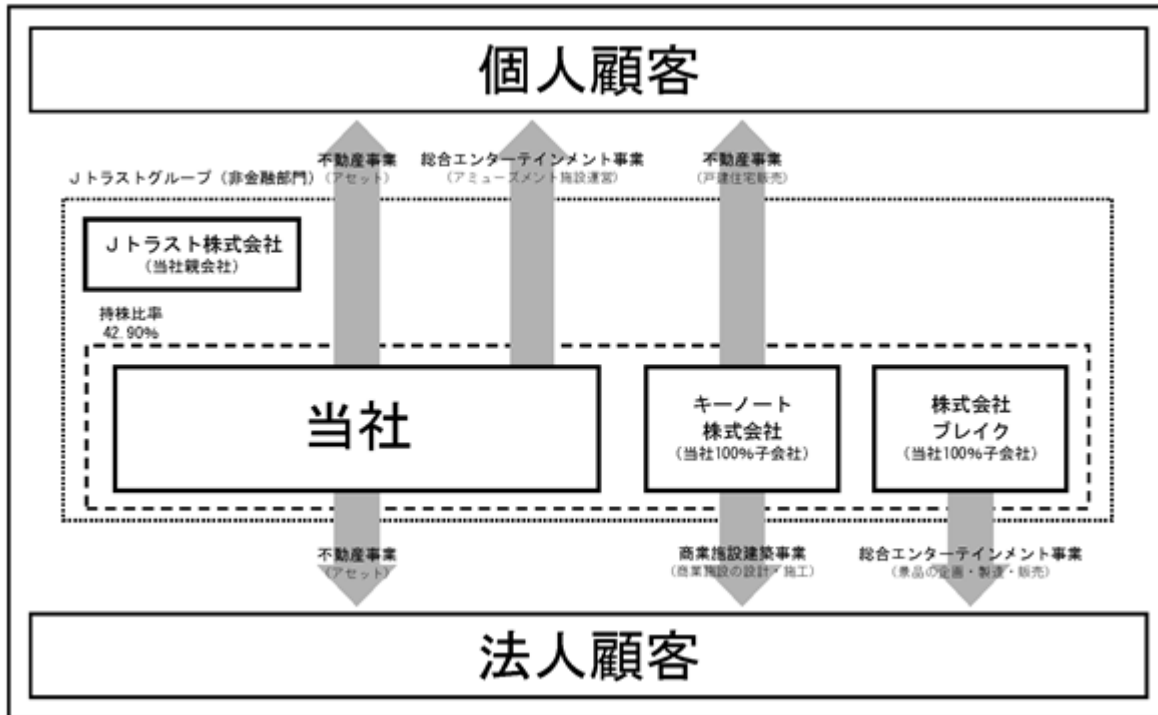 個人顧客
不動産事業
(アセット)
総合エンターテインメント事業
(アミューズメント施設運営)
不動産事業
(戸建住宅販売)
Jトラストグループ(非金融部門)
Jトラスト株式会社
(当社親会社)
持株比率
42.90%
当社
キーノート
株式会社
(当社100%子会社)
株式会社
ブレイク
(当社100%子会社)
不動産事業
(アセット)
商業施設建築事業
(商業施設の設計・施工)
総合エンターテインメント事業
(景品の企画・製造・販売)
法人顧客